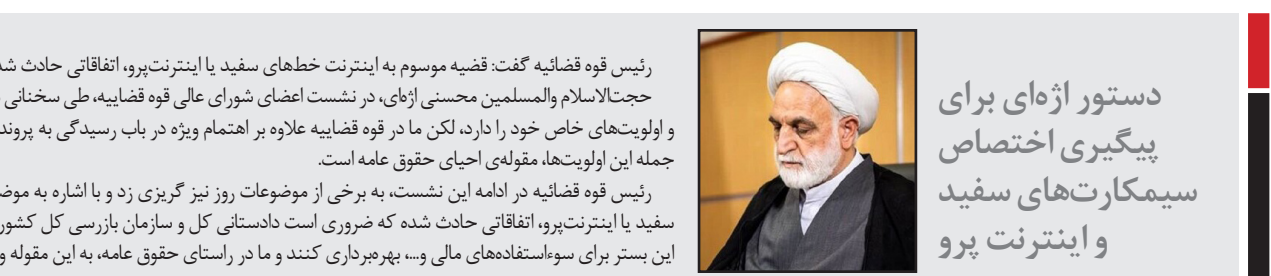 دستور اژه‌ای برای
پیگیری اختصاص
سیمکارت‌های سفید
و اینترنت پرو
رئیس قوه قضائیه گفت: قضیه موسوم به اینترنت خط‌های سفید یا اینترنت‌پرو، اتفاقاتی حادث
حجت‌الاسلام والمسلمین محسنی اژه‌ای، در نشست اعضای شورای عالی قوه قضاییه، طی سخنانی
و اولویت‌های خاص خود را دارد، لکن ما در قوه قضاییه علاوه بر اهتمام ویژه در باب رسیدگی به
جمله این اولویت‌ها، مقوله‌ی احیای حقوق عامه است.
رئیس قوه قضائیه در ادامه این نشست، به برخی از موضوعات روز نیز گریزی زد و با اشاره به
سفید یا اینترنت‌پرو، اتفاقاتی حادث شده که ضروری است دادستانی کل و سازمان بازرسی کل کشور
این بستر برای سوءاستفاده‌های مالی و...، بهره‌برداری کنند و ما در راستای حقوق عامه، به این مقوله